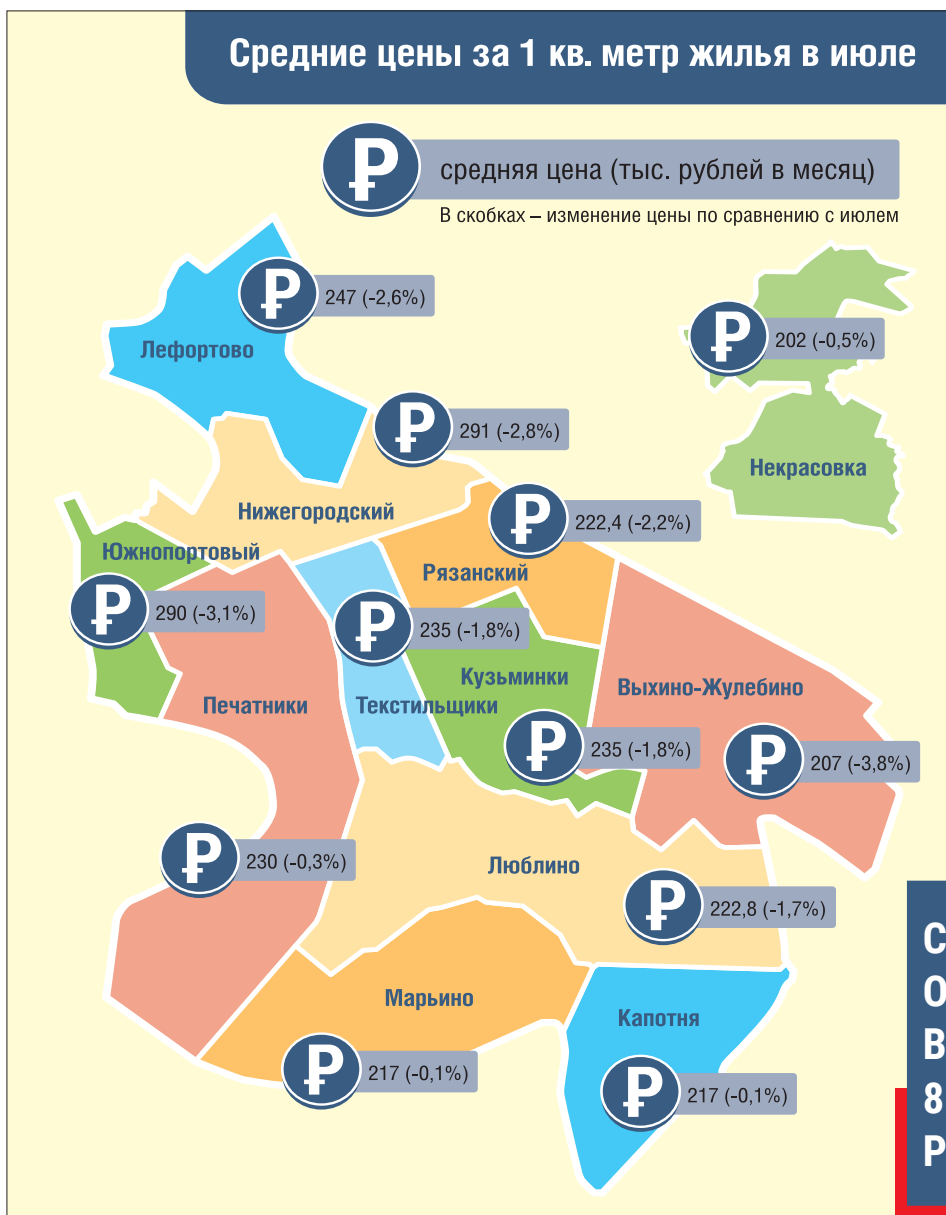 Средние цены за 1 кв. метр жилья в июле
₽
средняя цена (тыс. рублей в месяц)
В скобках – изменение цены по сравнению с июлем
₽ 247 (-2,6%)
Лефортово
₽ 202 (-0,5%)
₽ 291 (-2,8%)
Некрасовка
Нижегородский
₽ 222,4 (-2,2%)
Южнопортовый
Рязанский
₽ 290 (-3,1%)
₽ 235 (-1,8%)
Кузьминки
Выхино-Жулебино
Печатники
Текстильщики
₽ 235 (-1,8%)
₽ 207 (-3,8%)
₽ 230 (-0,3%)
Люблино
₽ 222,8 (-1,7%)
Марьино
Капотня
₽ 217 (-0,1%)
₽ 217 (-0,1%)
С
О
В
8
Р